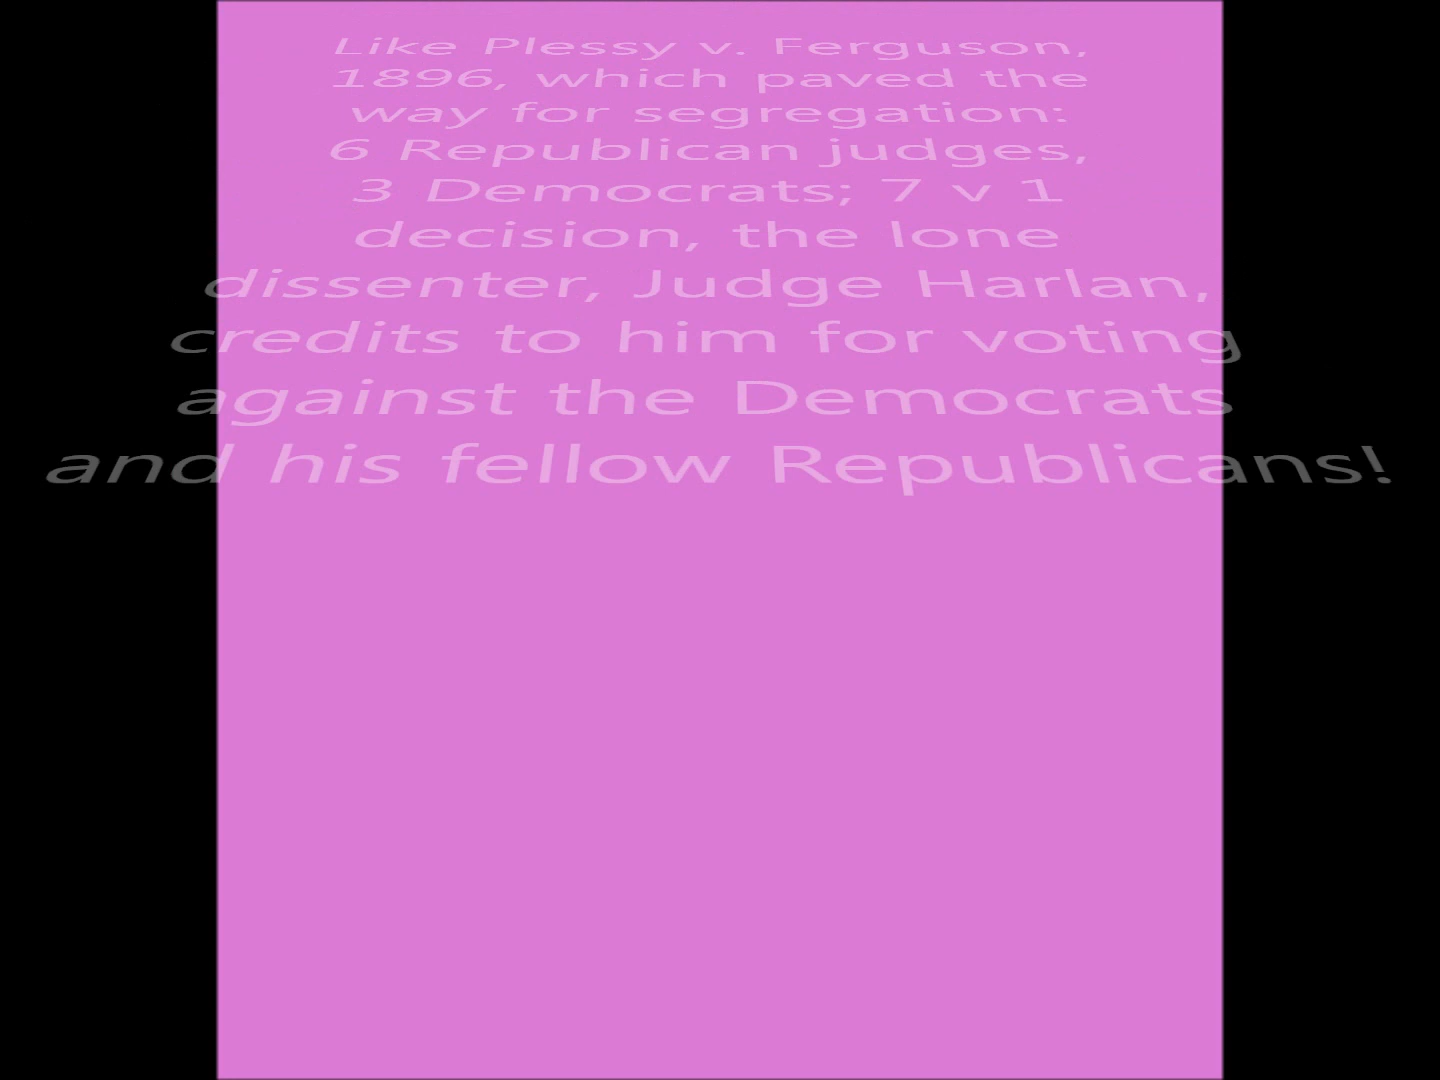 Like Plessy v. Ferguson,
1896, which paved the
way for segregation:
6 Republican judges,
3 Democrats; 7 v 1
decision, the lone
dissenter, Judge Harlan,
credits to him for voting
against the Democrats
and his fellow Republicans!